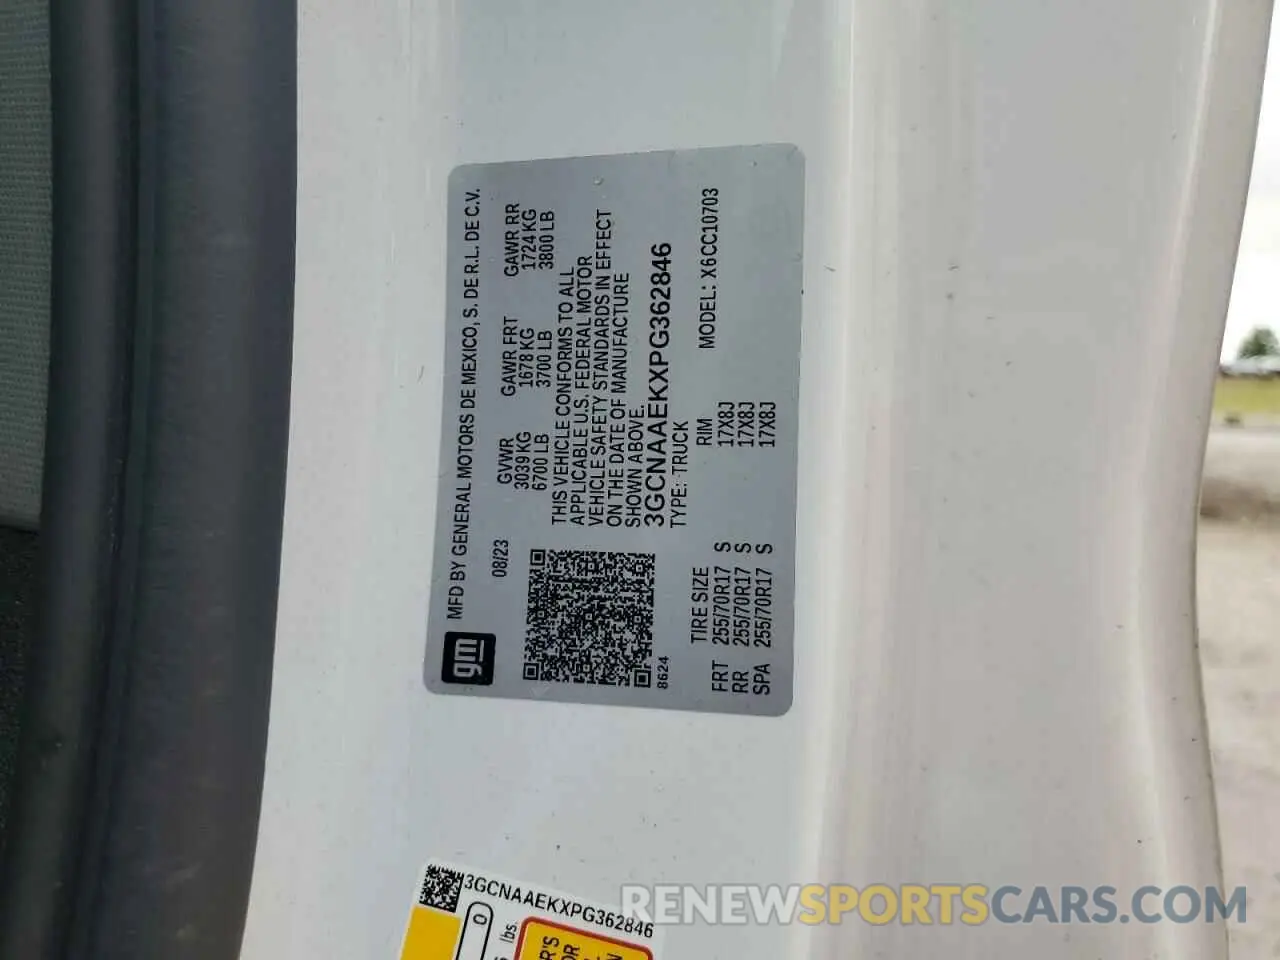 gm
MFD BY GENERAL MOTORS DE MEXICO, S. DE R.L. DE C.V.
08/23
GVWR GAWR FRT GAWR RR
3039 KG 1678 KG 1724 KG
6700 LB 3700 LB 3800 LB
THIS VEHICLE CONFORMS TO ALL
APPLICABLE U.S. FEDERAL MOTOR
VEHICLE SAFETY STANDARDS IN EFFECT
ON THE DATE OF MANUFACTURE
SHOWN ABOVE.
3GCNAAEKXPG362846
8624
TYPE: TRUCK
MODEL: X6CC10703
TIRE SIZE RIM
FRT 255/70R17 S 17X8J
RR 255/70R17 S 17X8J
SPA 255/70R17 S 17X8J
3GCNAAEKXPG362846
0
lbs.
RENEWSPORTSCARS.COM